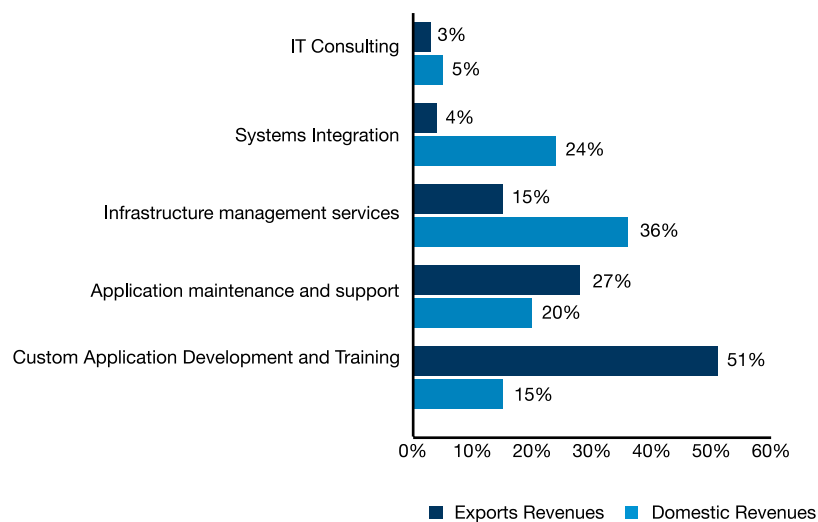 IT Consulting
3%
5%
Systems Integration
4%
24%
Infrastructure management services
15%
36%
Application maintenance and support
27%
20%
Custom Application Development and Training
51%
15%
0% 10% 20% 30% 40% 50% 60%
Exports Revenues Domestic Revenues